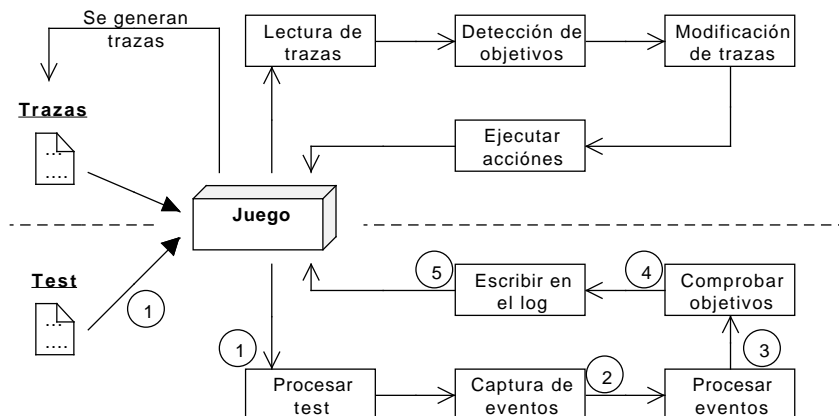 Se generan
trazas
Lectura de
trazas
Detección de
objetivos
Modificación
de trazas
Trazas
...
....
Ejecutar
acciónes
Juego
Test
...
....
1
5
Escribir en
el log
4
Comprobar
objetivos
1
2
3
Procesar
test
Captura de
eventos
Procesar
eventos